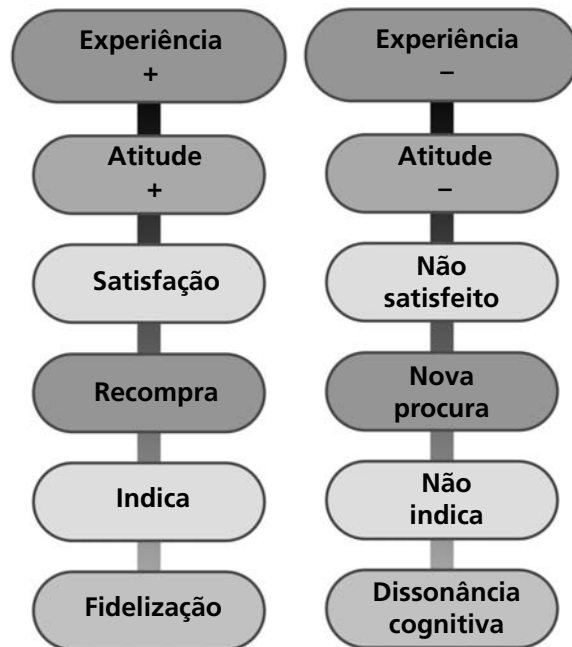 Experiência
+
Atitude
+
Satisfação
Recompra
Indica
Fidelização
Experiência
–
Atitude
–
Não
satisfeito
Nova
procura
Não
indica
Dissonância
cognitiva